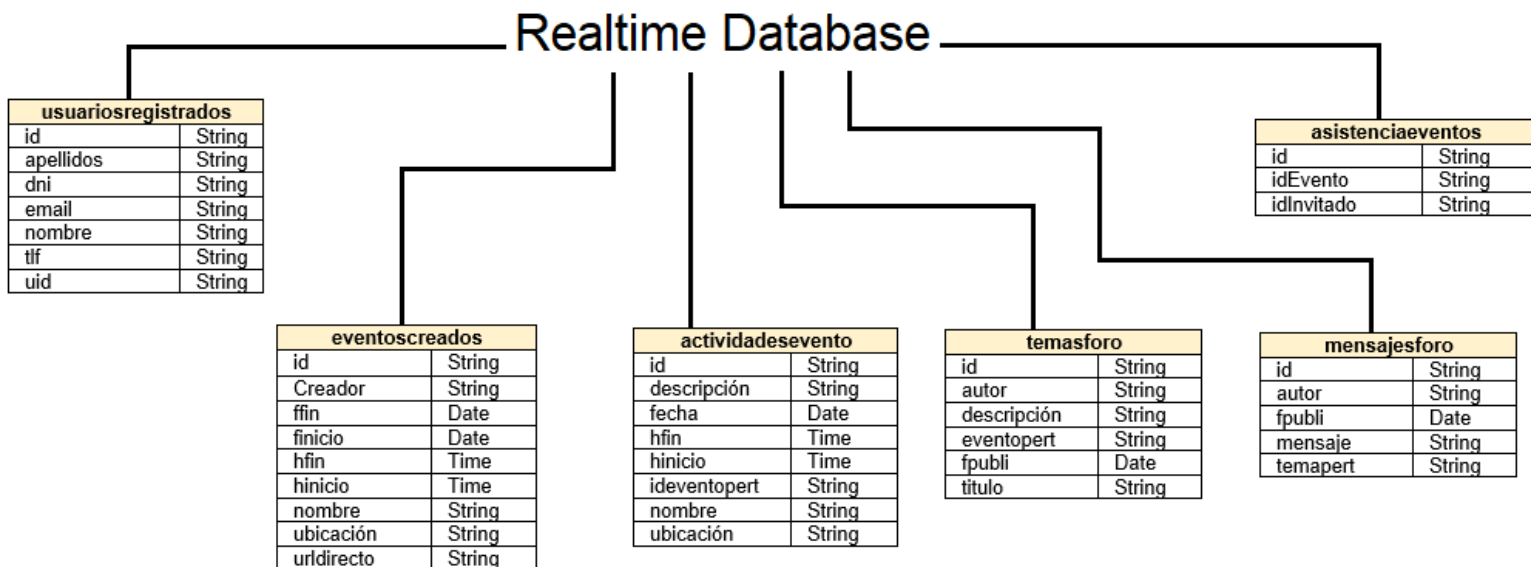 Realtime Database
usuariosregistrados
id String
apellidos String
dni String
email String
nombre String
tlf String
uid String
asistenciaeventos
id String
idEvento String
idInvitado String
eventoscreados
id String
Creador String
ffin Date
finicio Date
hfin Time
hinicio Time
nombre String
ubicación String
urldirecto String
actividadesevento
id String
descripción String
fecha Date
hfin Time
hinicio Time
ideventopert String
nombre String
ubicación String
temasforo
id String
autor String
descripción String
eventopert String
fpubli Date
titulo String
mensajesforo
id String
autor String
fpubli Date
mensaje String
temapert String